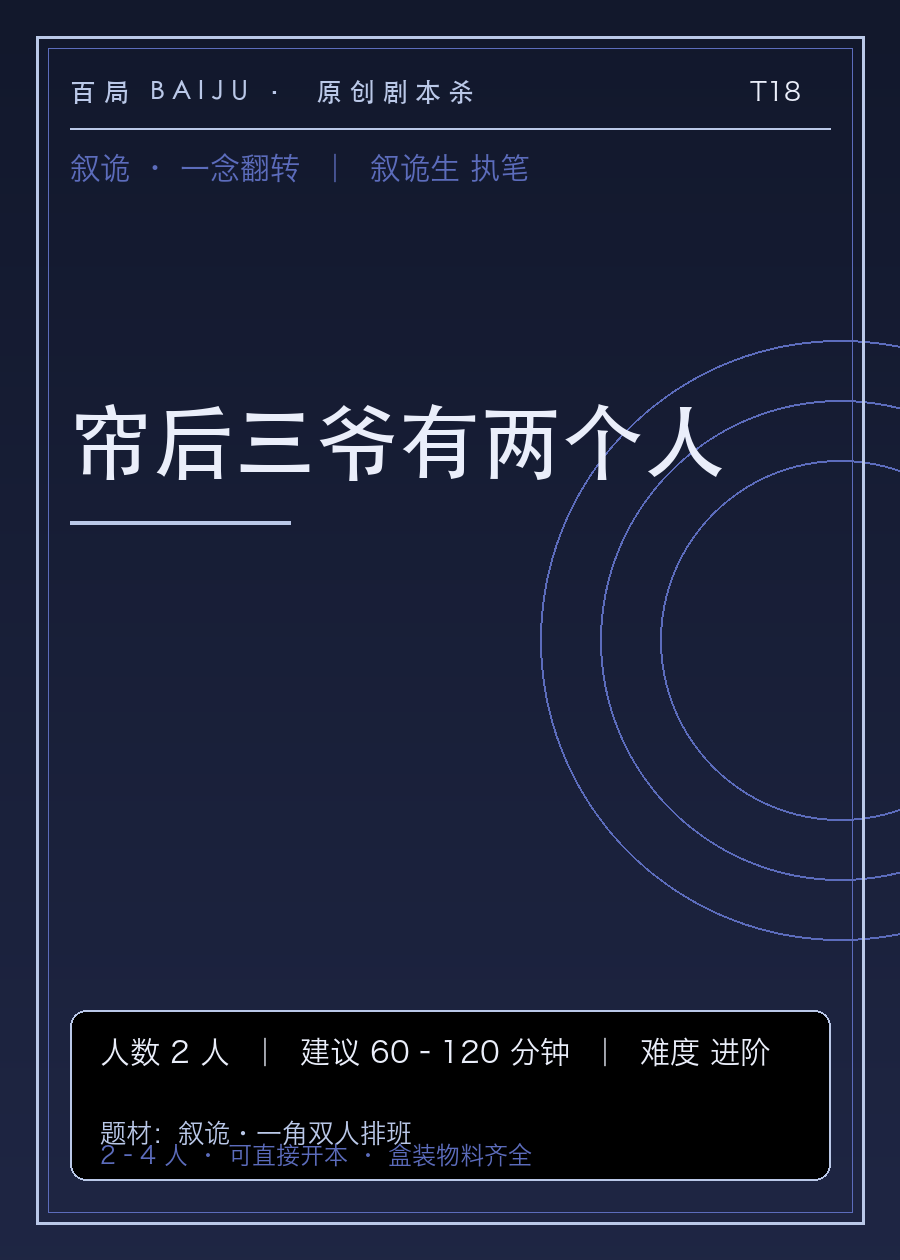 百局 BAIJU · 原创剧本杀 T18
叙诡 · 一念翻转 ｜ 叙诡生 执笔
帘后三爷有两个人
人数 2 人 ｜ 建议 60 - 120 分钟 ｜ 难度 进阶
题材: 叙诡 · 一角双人排班
2 - 4 人 · 可直接开本 · 盒装物料齐全